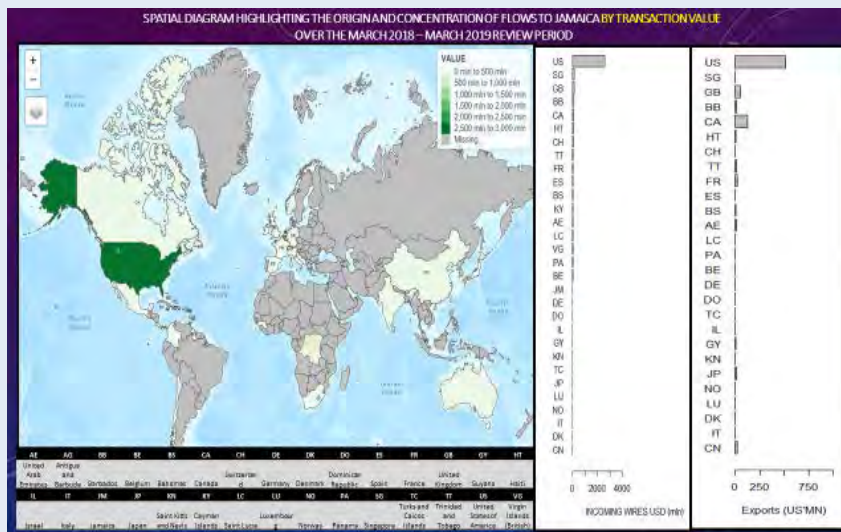 SPATIAL DIAGRAM HIGHLIGHTING THE ORIGIN AND CONCENTRATION OF FLOWS TO JAMAICA BY TRANSACTION VALUE
OVER THE MARCH 2018 – MARCH 2019 REVIEW PERIOD
+
−
VALUE
0 mln to 500 mln
500 mln to 1,000 mln
1,000 mln to 1,500 mln
1,500 mln to 2,000 mln
2,000 mln to 2,500 mln
2,500 mln to 3,000 mln
Missing
US
SG
GB
BB
CA
HT
CH
TT
FR
ES
BS
KY
AE
LC
VG
PA
BE
JM
DE
DO
IL
GY
KN
TC
JP
LU
NO
IT
DK
CN
0 2000 4000
INCOMING WIRES USD (mln)
US
SG
GB
BB
CA
HT
CH
TT
FR
ES
BS
AE
LC
PA
BE
DE
DO
TC
IL
GY
KN
JP
NO
LU
DK
IT
CN
0 250 750
Exports (US'MN)
AE AG BB BE BS CA CH DE DK DO ES FR GB GY HT
United Arab Emirates Antigua and Barbuda Barbados Belgium Bahamas Canada Switzerlan d Germany Denmark Dominican Republic Spain France United Kingdom Guyana Haiti
IL IT JM JP KN KY LC LU NO PA SG TC TT US VG
Israel Italy Jamaica Japan Saint Kitts and Nevis Cayman Islands Saint Lucia Luxembour g Norway Panama Singapore Turks and Caicos Islands Trinidad and Tobago United States of America Virgin Islands (British)